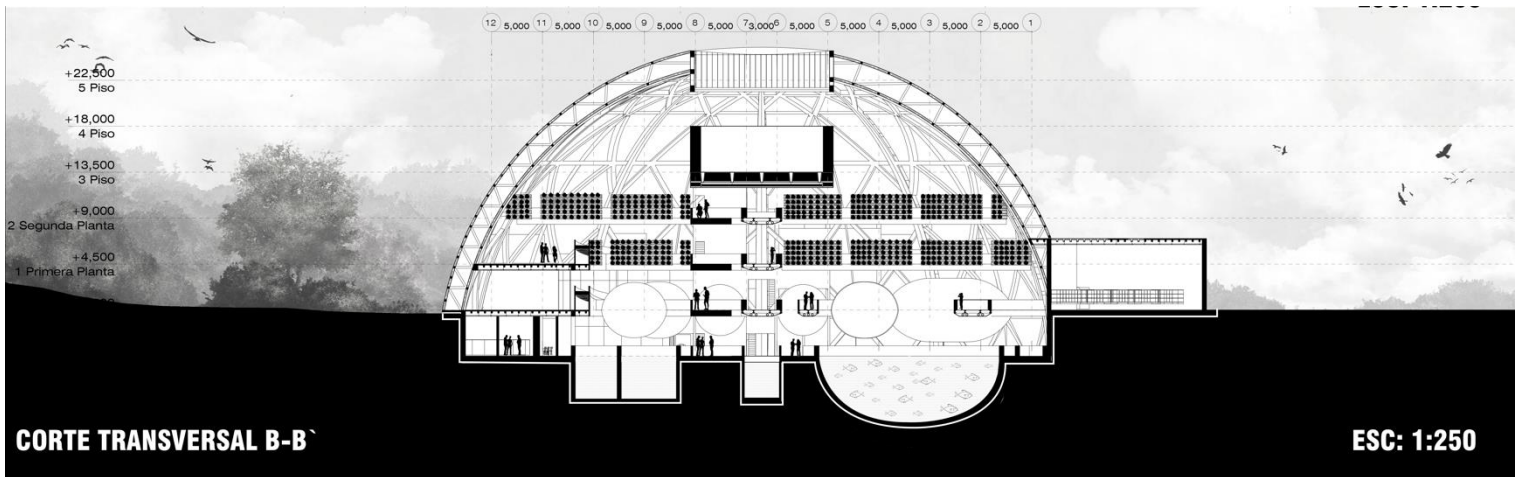 12 5,000 11 5,000 10 5,000 9 5,000 8 5,000 7 3,000 6 5,000 5 5,000 4 5,000 3 5,000 2 5,000 1
+22,500
5 Piso
+18,000
4 Piso
+13,500
3 Piso
+9,000
2 Segunda Planta
+4,500
1 Primera Planta
CORTE TRANSVERSAL B-B`
ESC: 1:250